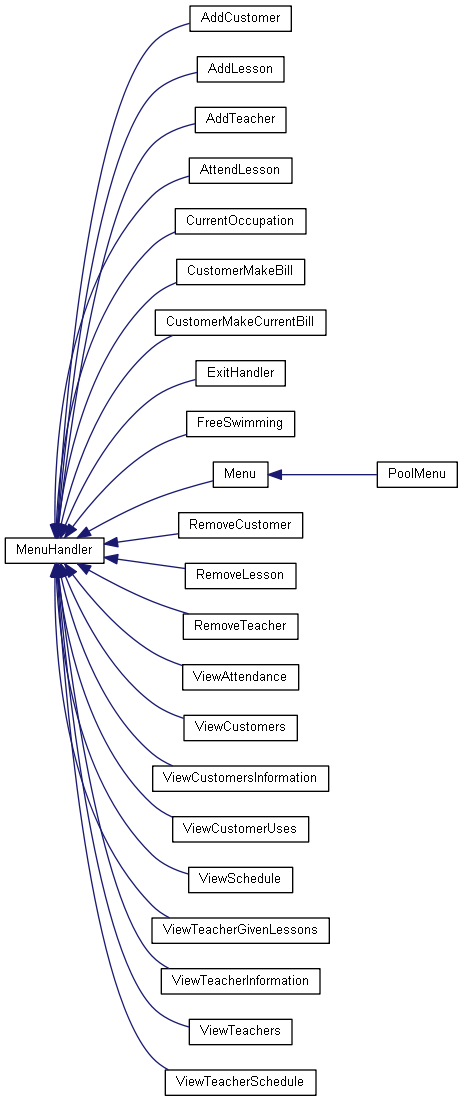 AddCustomer
AddLesson
AddTeacher
AttendLesson
CurrentOccupation
CustomerMakeBill
CustomerMakeCurrentBill
ExitHandler
FreeSwimming
Menu
PoolMenu
RemoveCustomer
MenuHandler
RemoveLesson
RemoveTeacher
ViewAttendance
ViewCustomers
ViewCustomersInformation
ViewCustomerUses
ViewSchedule
ViewTeacherGivenLessons
ViewTeacherInformation
ViewTeachers
ViewTeacherSchedule